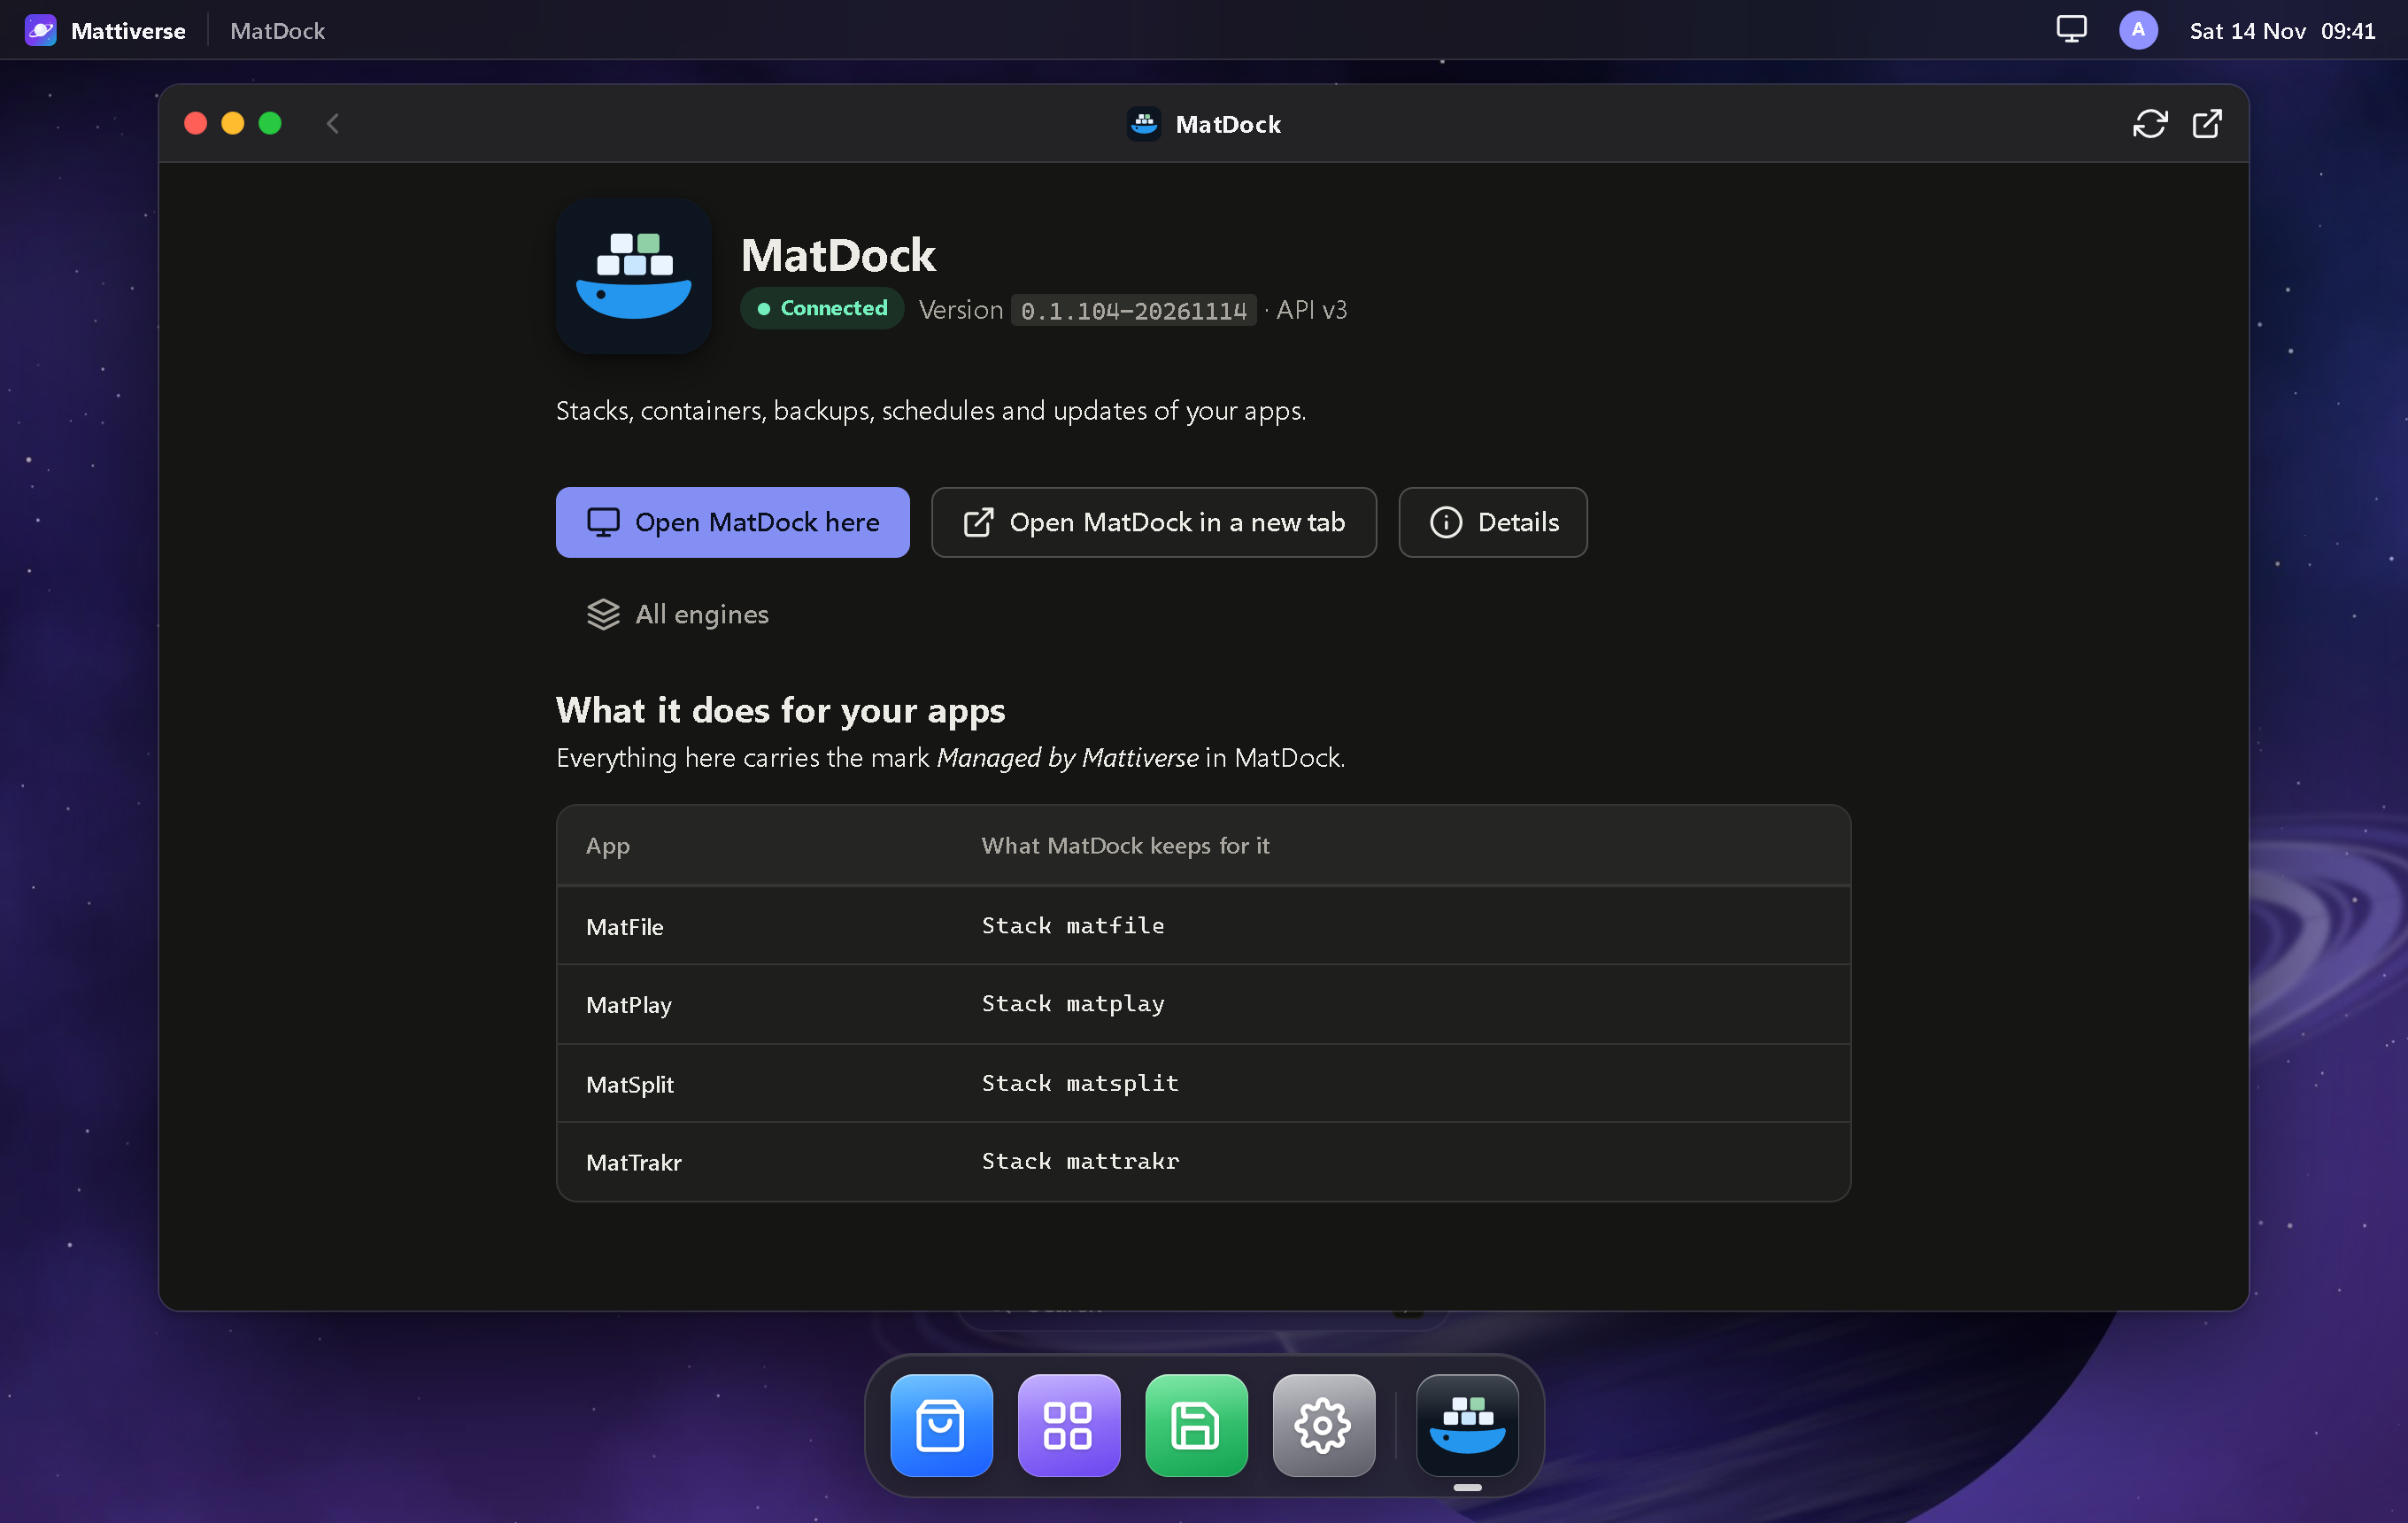 Mattiverse MatDock A Sat 14 Nov 09:41
MatDock
MatDock
Connected Version 0.1.104-20261114 · API v3
Stacks, containers, backups, schedules and updates of your apps.
Open MatDock here Open MatDock in a new tab Details
All engines
What it does for your apps
Everything here carries the mark Managed by Mattiverse in MatDock.
App What MatDock keeps for it
MatFile Stack matfile
MatPlay Stack matplay
MatSplit Stack matsplit
MatTrakr Stack mattrakr